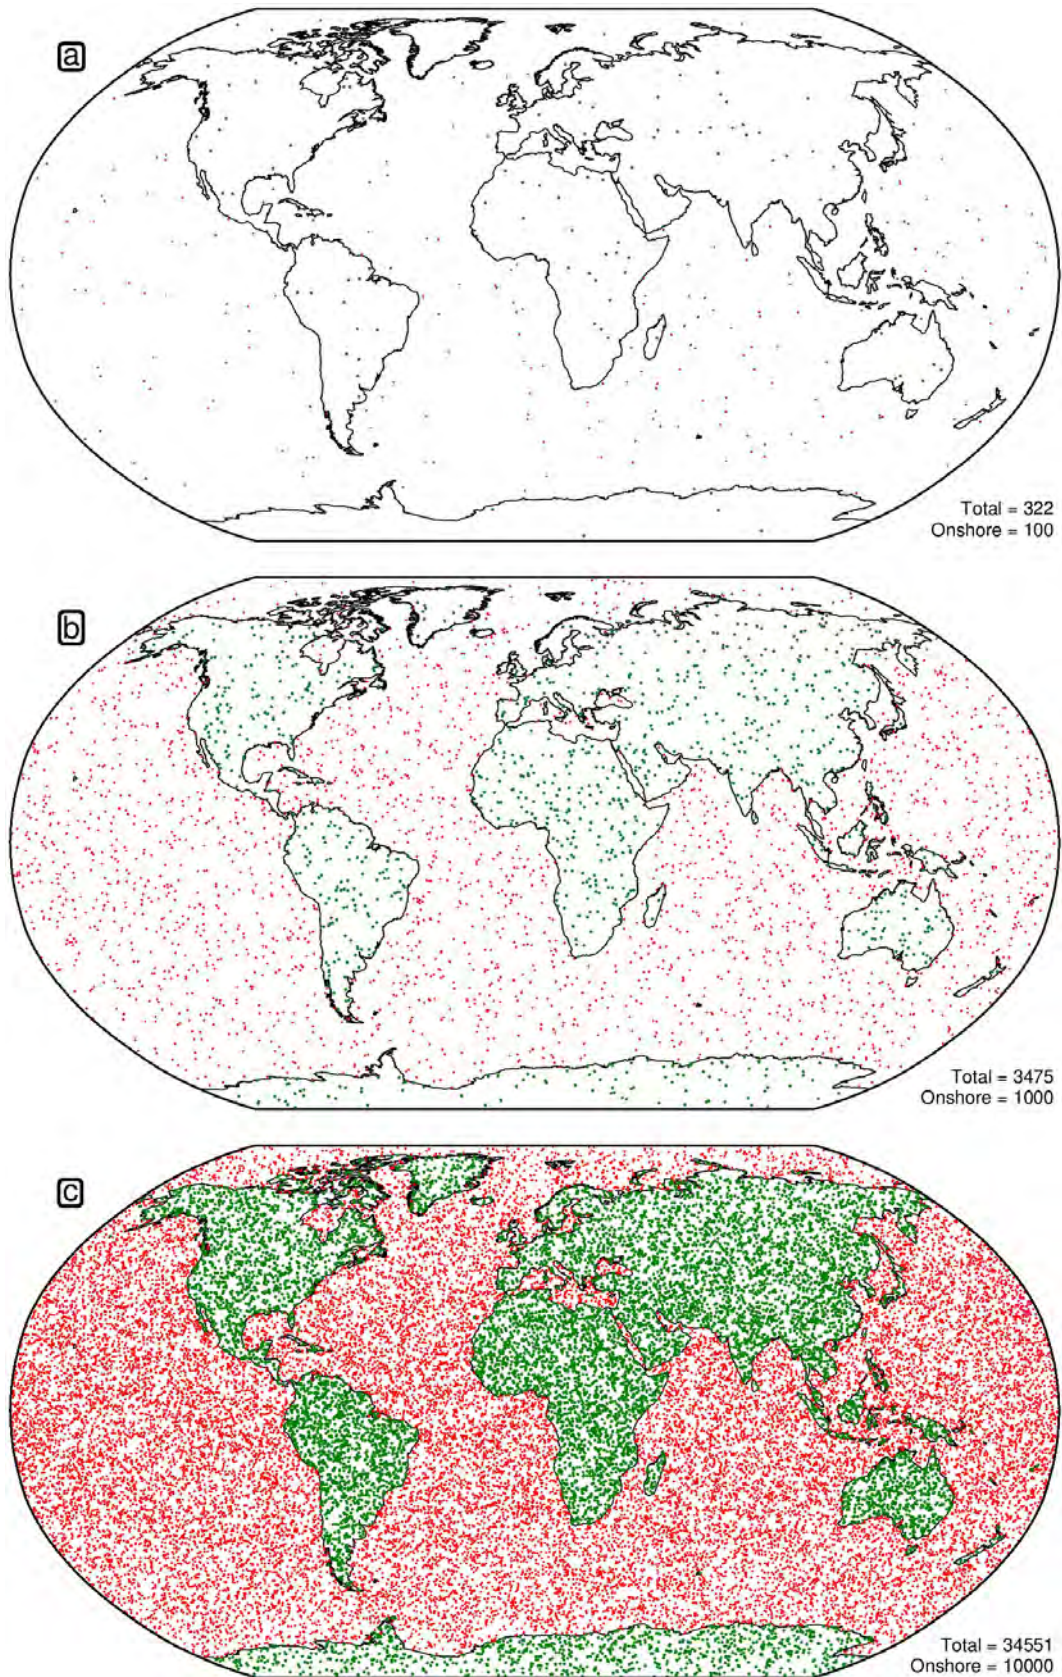 a
Total = 322
Onshore = 100
b
Total = 3475
Onshore = 1000
c
Total = 34551
Onshore = 10000